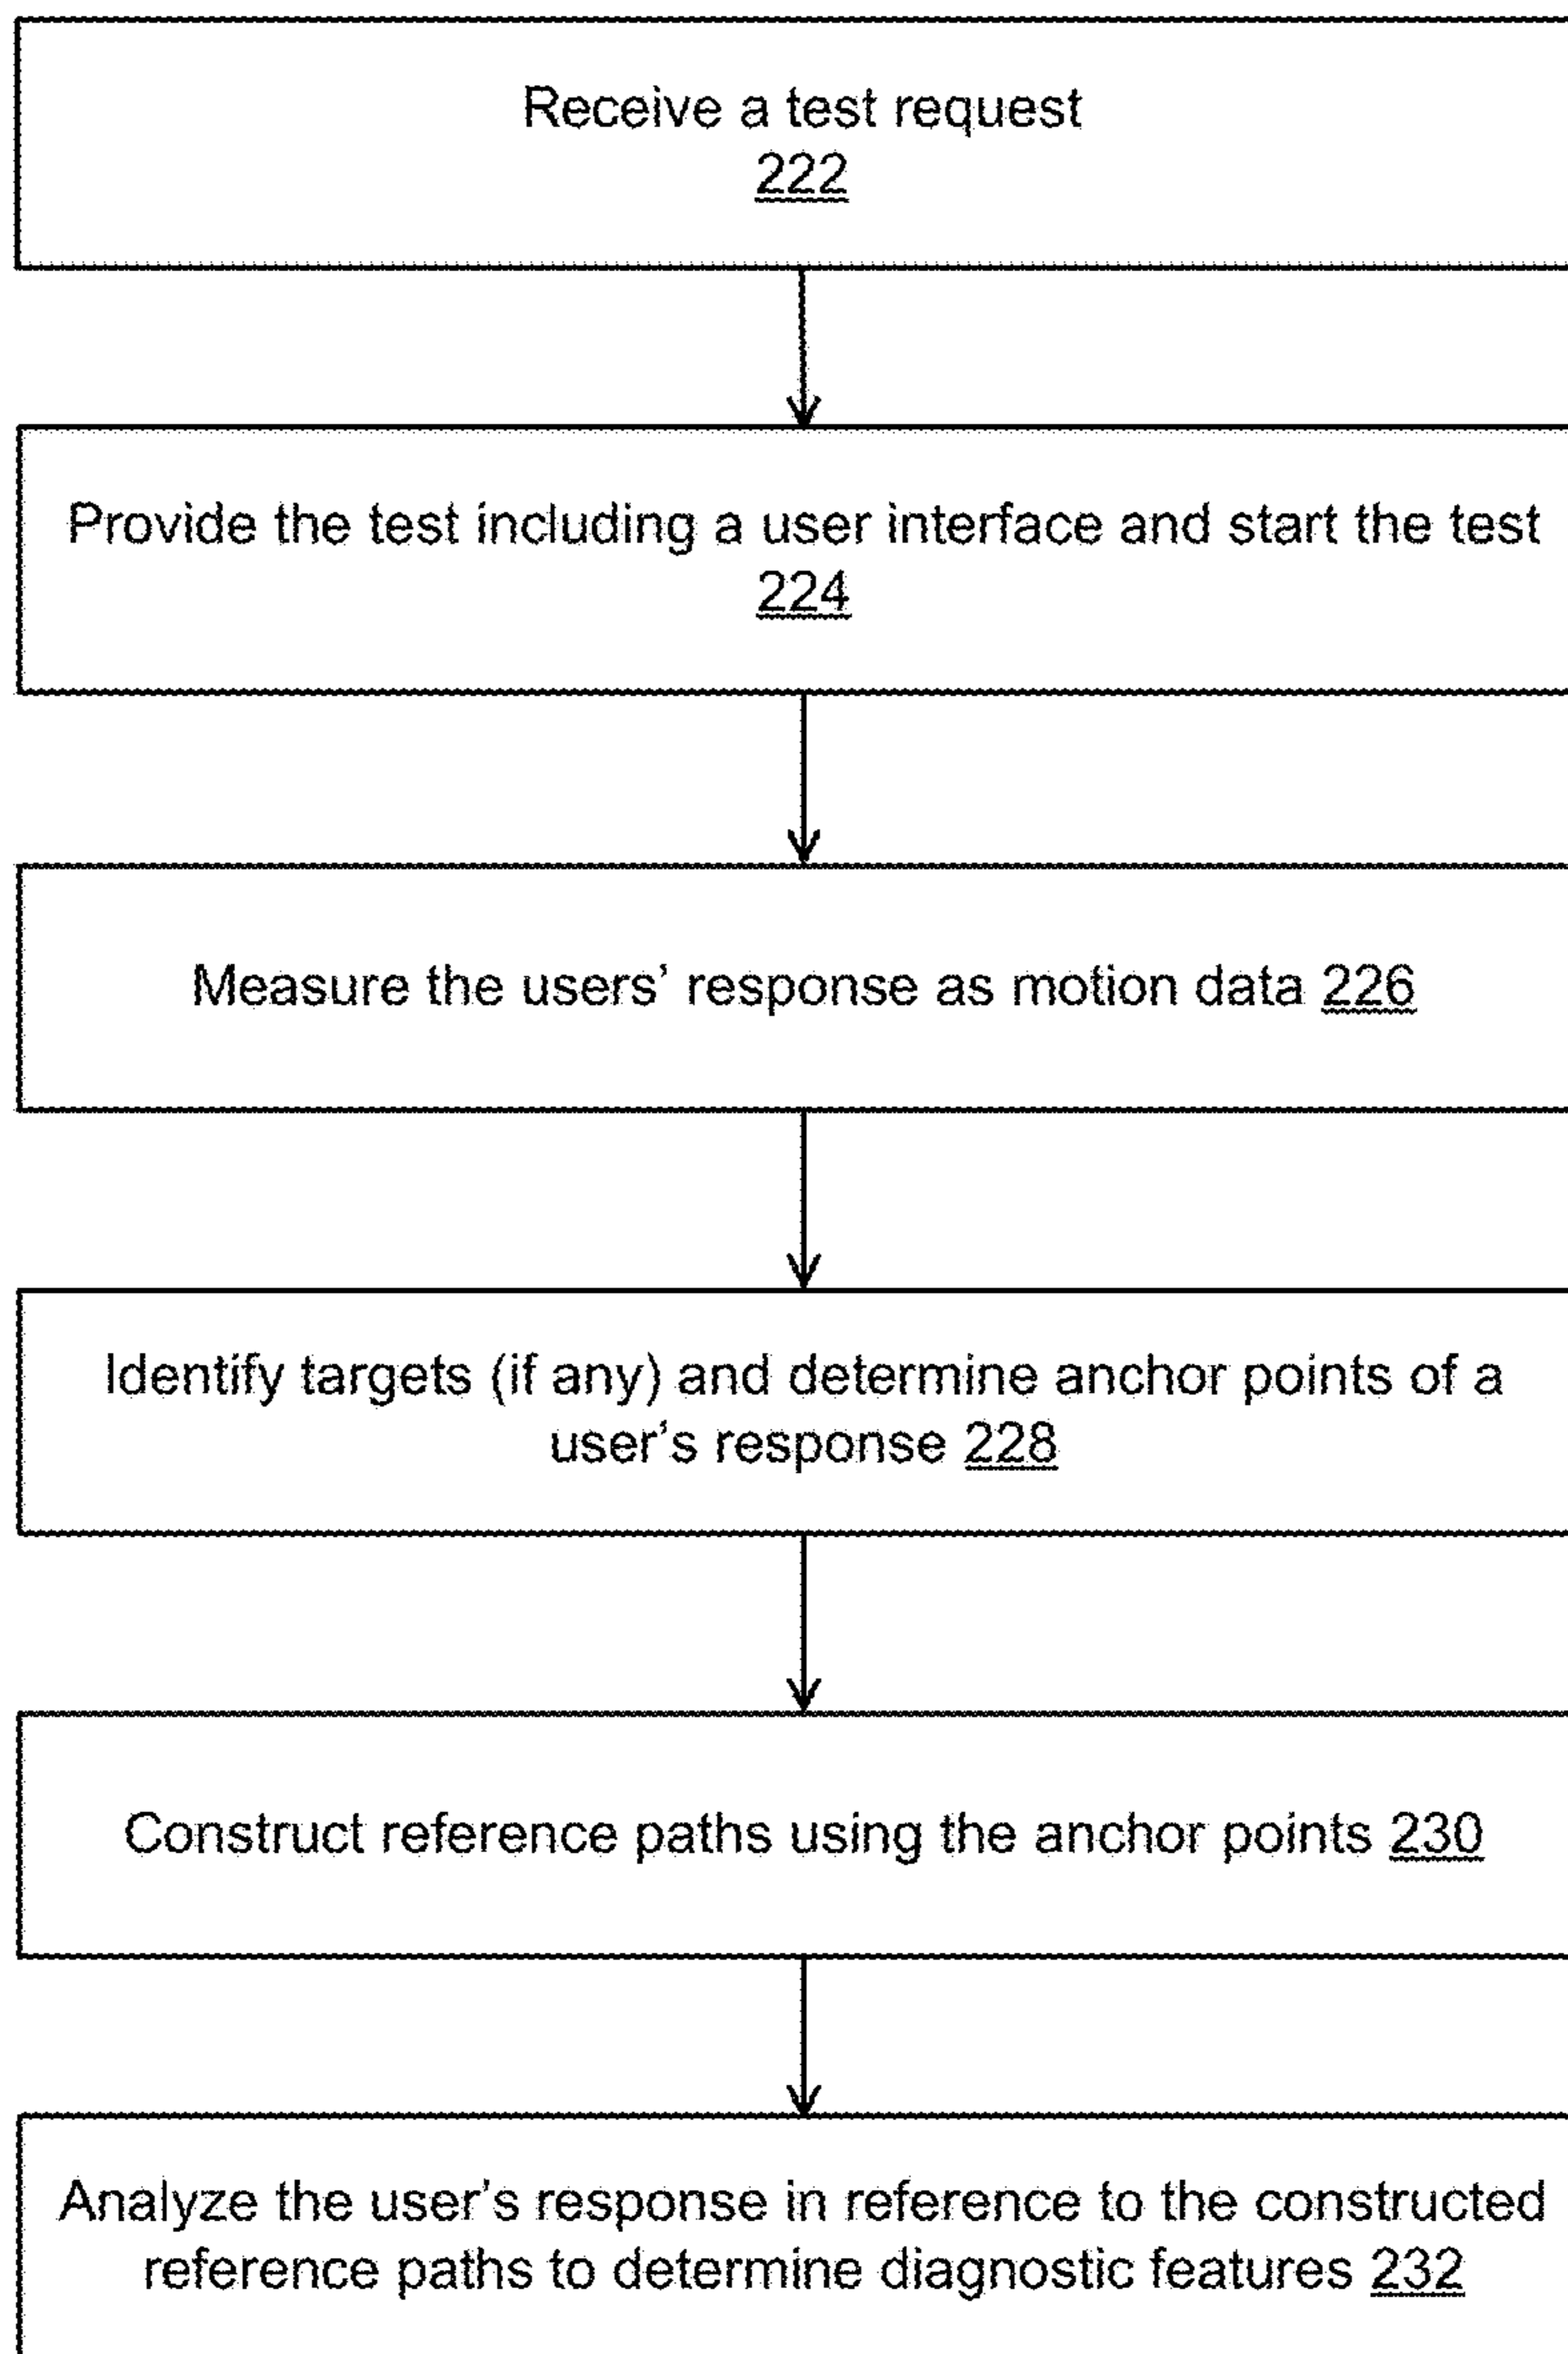 Receive a test request
222
Provide the test including a user interface and start the test
224
Measure the users’ response as motion data 226
Identify targets (if any) and determine anchor points of a
user’s response 228
Construct reference paths using the anchor points 230
Analyze the user’s response in reference to the constructed
reference paths to determine diagnostic features 232